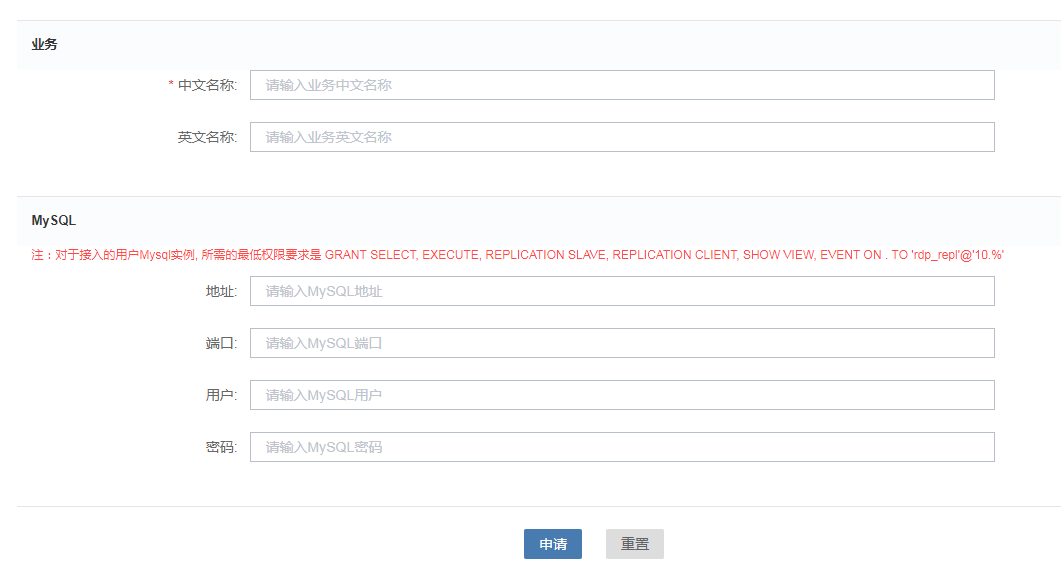 业务
* 中文名称: 请输入业务中文名称
英文名称: 请输入业务英文名称
MySQL
注：对于接入的用户Mysql实例, 所需的最低权限要求是 GRANT SELECT, EXECUTE, REPLICATION SLAVE, REPLICATION CLIENT, SHOW VIEW, EVENT ON . TO 'rdp_repl'@'10.%'
地址: 请输入MySQL地址
端口: 请输入MySQL端口
用户: 请输入MySQL用户
密码: 请输入MySQL密码
申请 重置